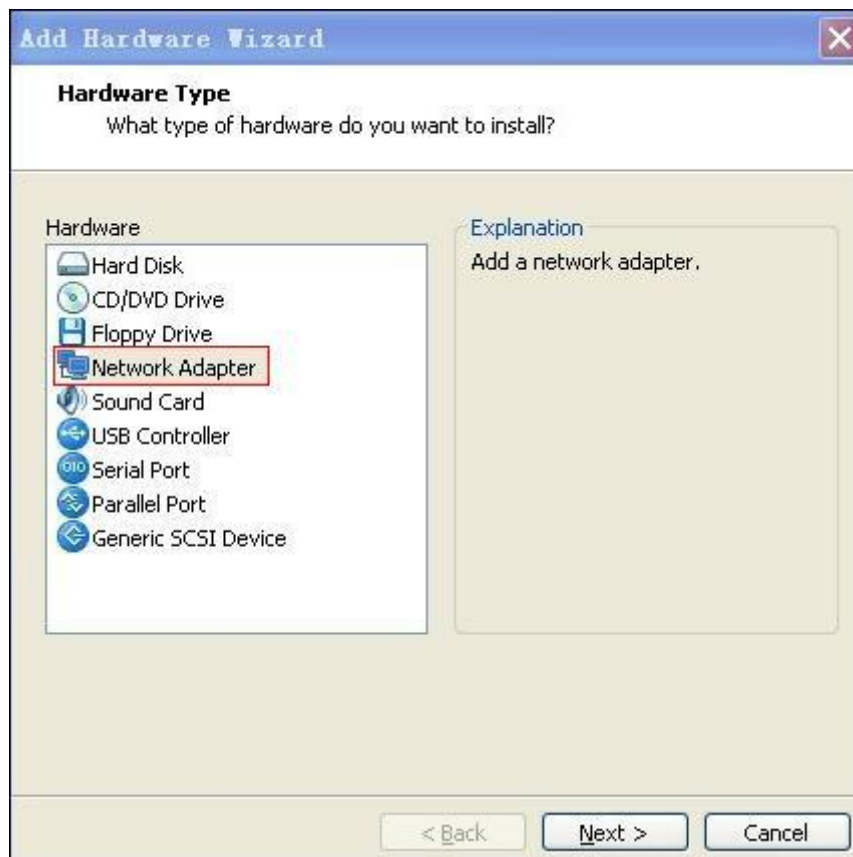 Add Hardware Wizard
Hardware Type
What type of hardware do you want to install?
Hardware
Hard Disk
CD/DVD Drive
Floppy Drive
Network Adapter
Sound Card
USB Controller
Serial Port
Parallel Port
Generic SCSI Device
Explanation
Add a network adapter.
< Back
Next >
Cancel